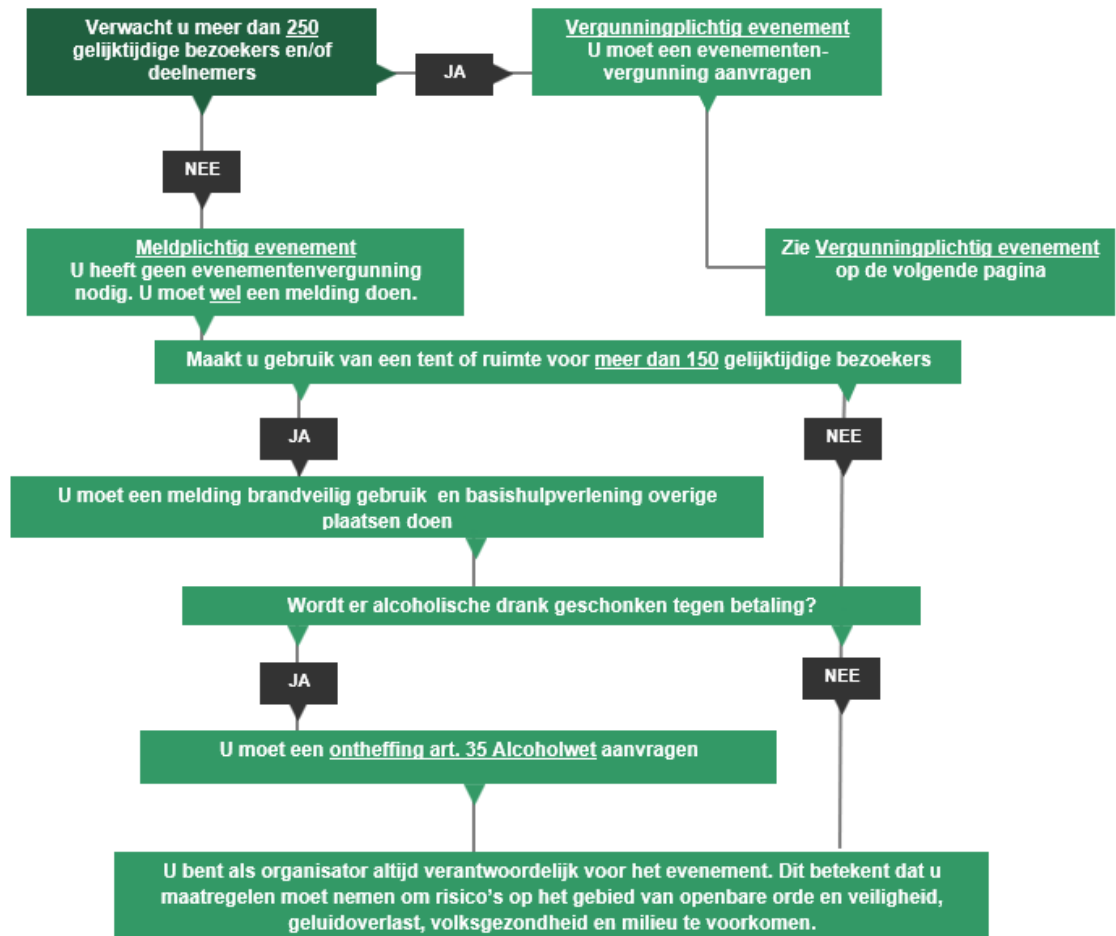 Verwacht u meer dan 250
gelijktijdige bezoekers en/of
deelnemers
JA
Vergunningplichtig evenement
U moet een evenementen-
vergunning aanvragen
NEE
Meldplichtig evenement
U heeft geen evenementenvergunning
nodig. U moet wel een melding doen.
Zie Vergunningplichtig evenement
op de volgende pagina
Maakt u gebruik van een tent of ruimte voor meer dan 150 gelijktijdige bezoekers
JA
NEE
U moet een melding brandveilig gebruik en basishulpverlening overige
plaatsen doen
Wordt er alcoholische drank geschonken tegen betaling?
JA
NEE
U moet een ontheffing art. 35 Alcoholwet aanvragen
U bent als organisator altijd verantwoordelijk voor het evenement. Dit betekent dat u
maatregelen moet nemen om risico's op het gebied van openbare orde en veiligheid,
geluidoverlast, volksgezondheid en milieu te voorkomen.